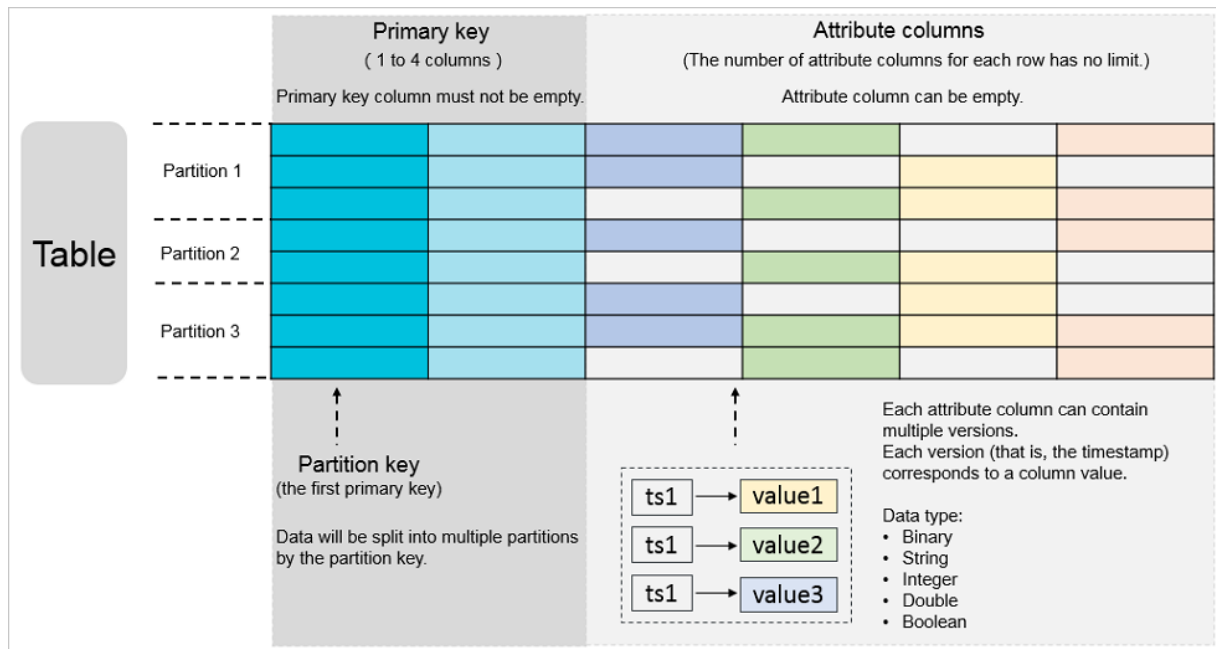 Primary key
( 1 to 4 columns )
Primary key column must not be empty.
Attribute columns
(The number of attribute columns for each row has no limit.)
Attribute column can be empty.
Table
Partition 1
Partition 2
Partition 3
Partition key
(the first primary key)
Data will be split into multiple partitions
by the partition key.
ts1
value1
ts1
value2
ts1
value3
Each attribute column can contain
multiple versions.
Each version (that is, the timestamp)
corresponds to a column value.
Data type:
• Binary
• String
• Integer
• Double
• Boolean